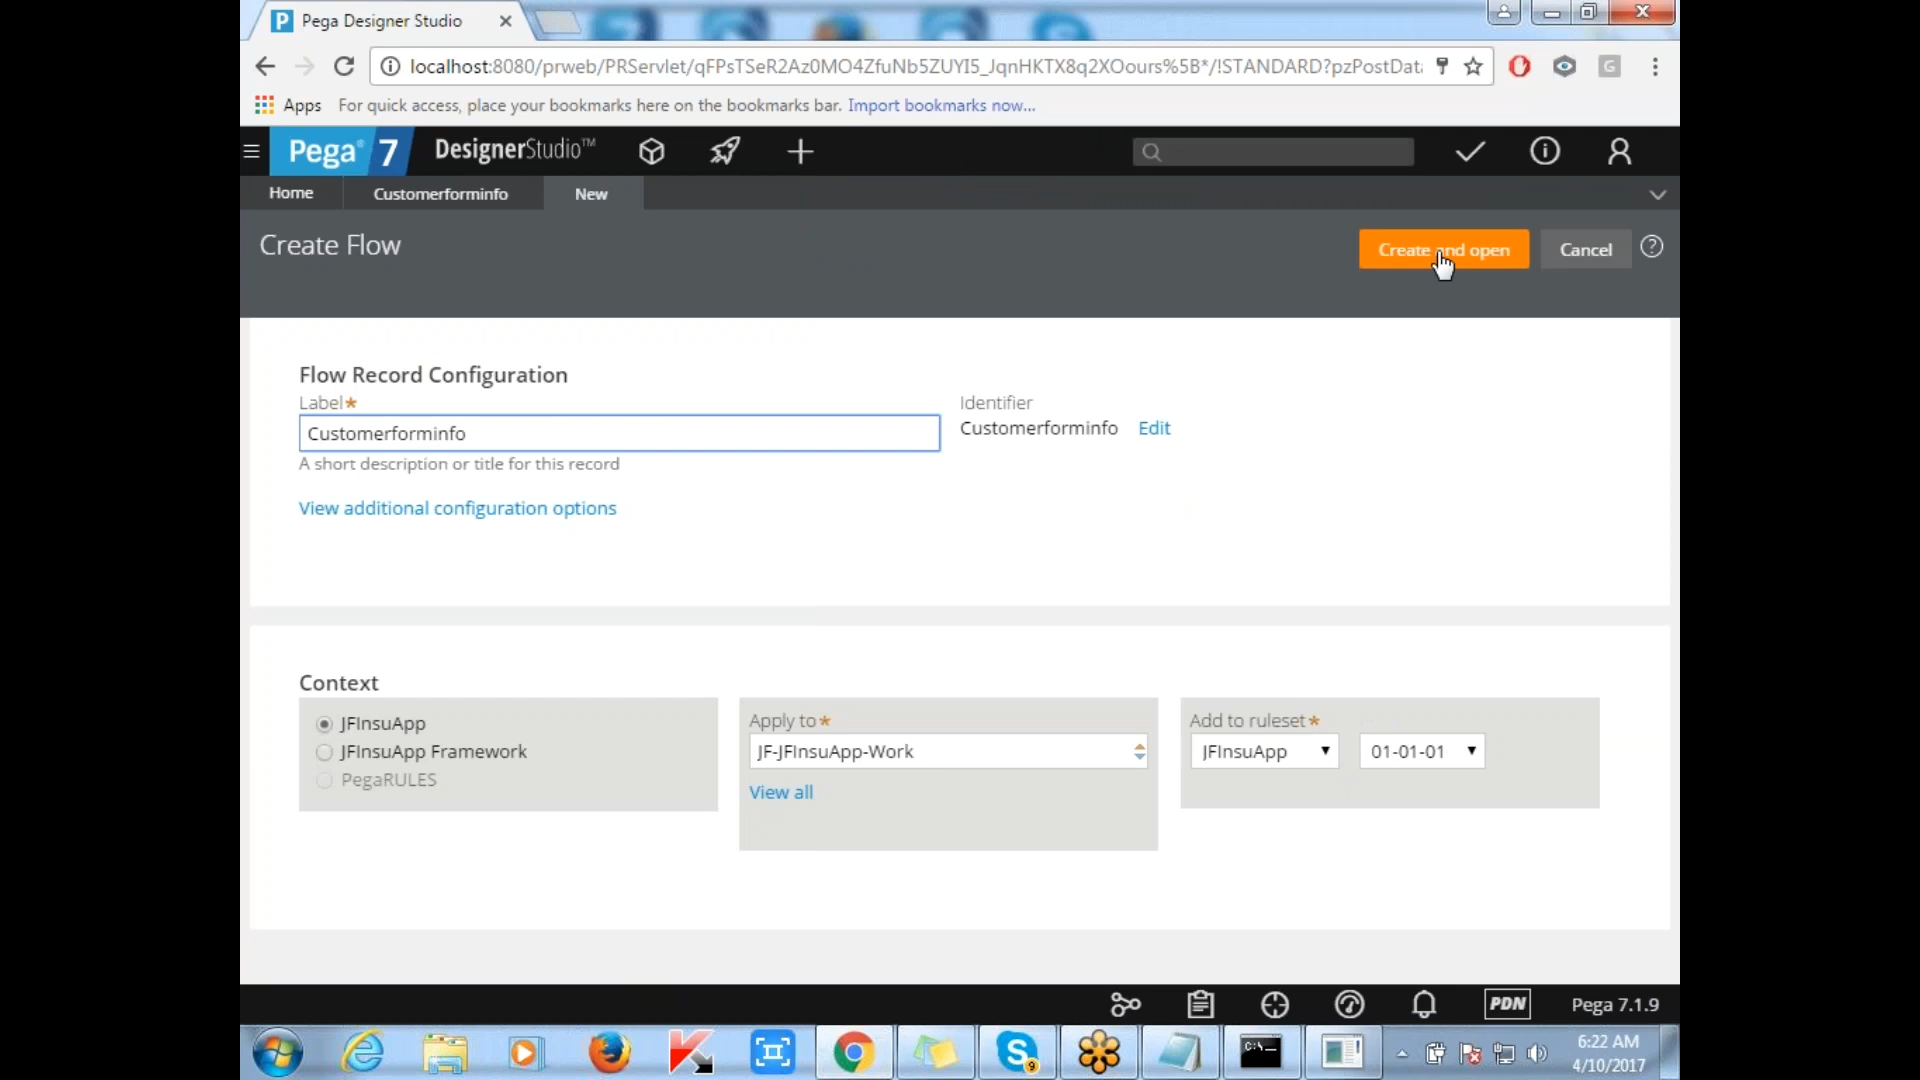 Pega Designer Studio
localhost:8080/prweb/PRServlet/qFPsTSeR2Az0MO4ZfuNb5ZUYI5_JqnHKTX8q2XOours%5B*/!STANDARD?pzPostData
Apps For quick access, place your bookmarks here on the bookmarks bar. Import bookmarks now...
Pega 7 DesignerStudio™
Home Customerforminfo New
Create Flow Create and open Cancel
Flow Record Configuration
Label* Identifier
Customerforminfo Customerforminfo Edit
A short description or title for this record
View additional configuration options
Context
JFInsuApp Apply to* Add to ruleset*
JFInsuApp Framework JF-JFInsuApp-Work JFInsuApp 01-01-01
PegaRULES View all
PDN Pega 7.1.9
6:22 AM
4/10/2017